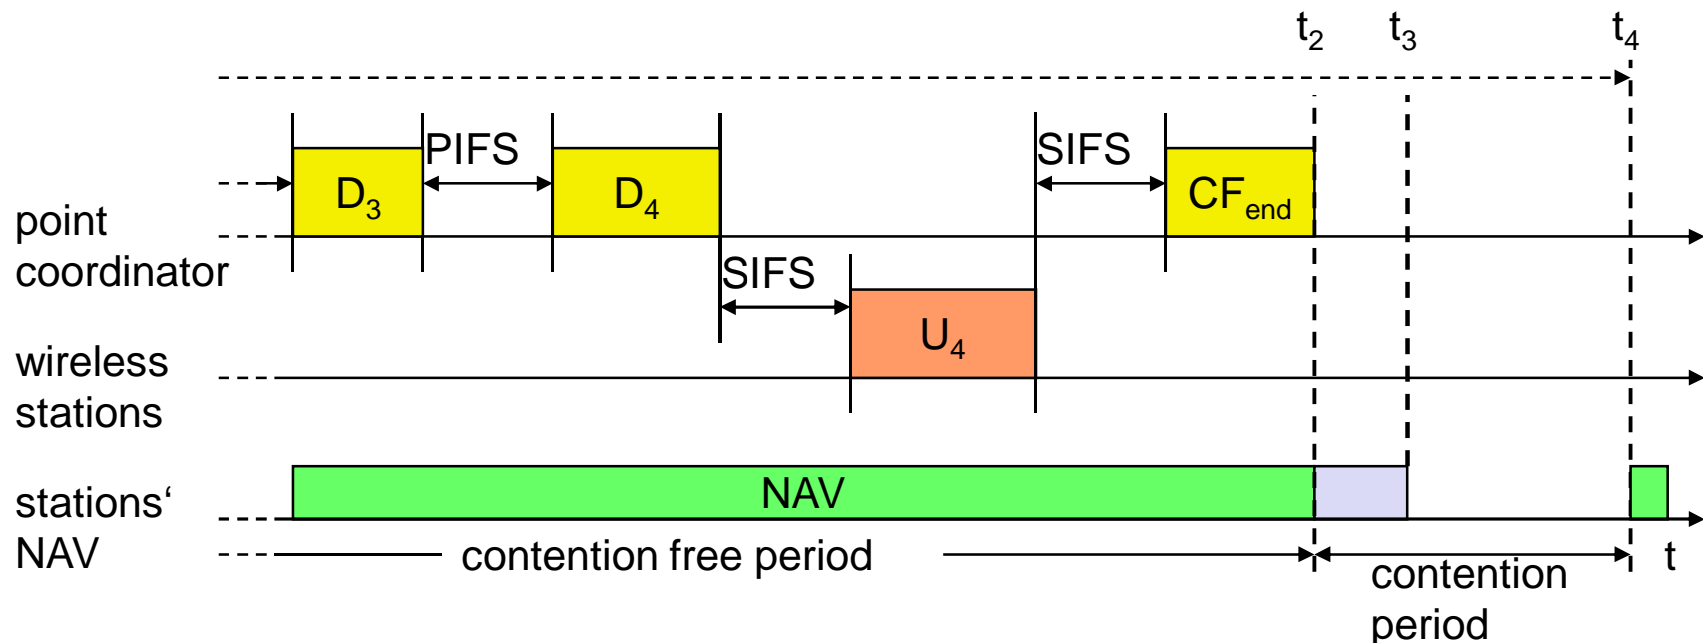 t2 t3 t4
PIFS SIFS
D3 D4 CFend
point
coordinator
SIFS
U4
wireless
stations
NAV
stations‘
NAV
contention free period
t
contention
period